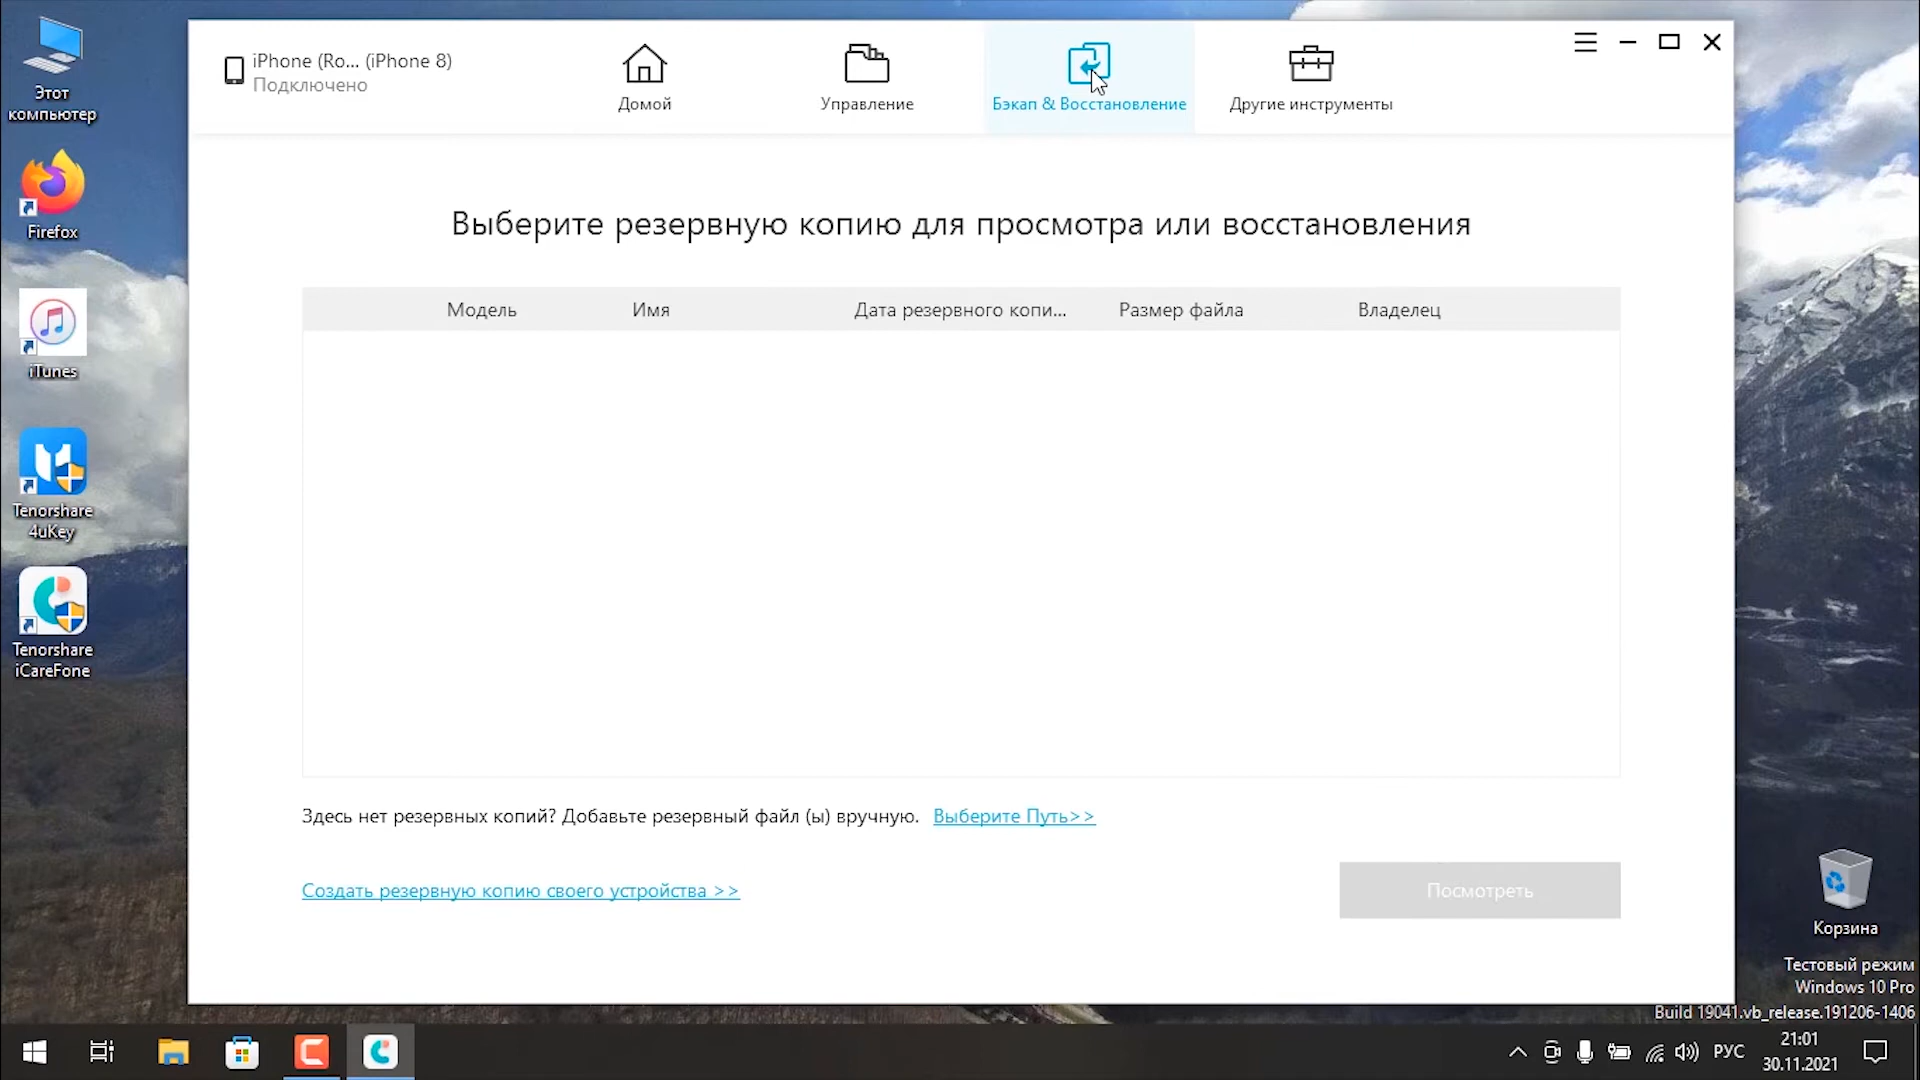 Этот
компьютер
Firefox
iTunes
Tenorshare
4uKey
Tenorshare
iCareFone
iPhone (Ro... (iPhone 8)
Подключено
Домой
Управление
Бэкап & Восстановление
Другие инструменты
Выберите резервную копию для просмотра или восстановления
Модель Имя Дата резервного копи... Размер файла Владелец
Здесь нет резервных копий? Добавьте резервный файл (ы) вручную. Выберите Путь>>
Создать резервную копию своего устройства >>
Посмотреть
Корзина
Тестовый режим
Windows 10 Pro
Build 19041.vb_release.191206-1406
РУС
21:01
30.11.2021